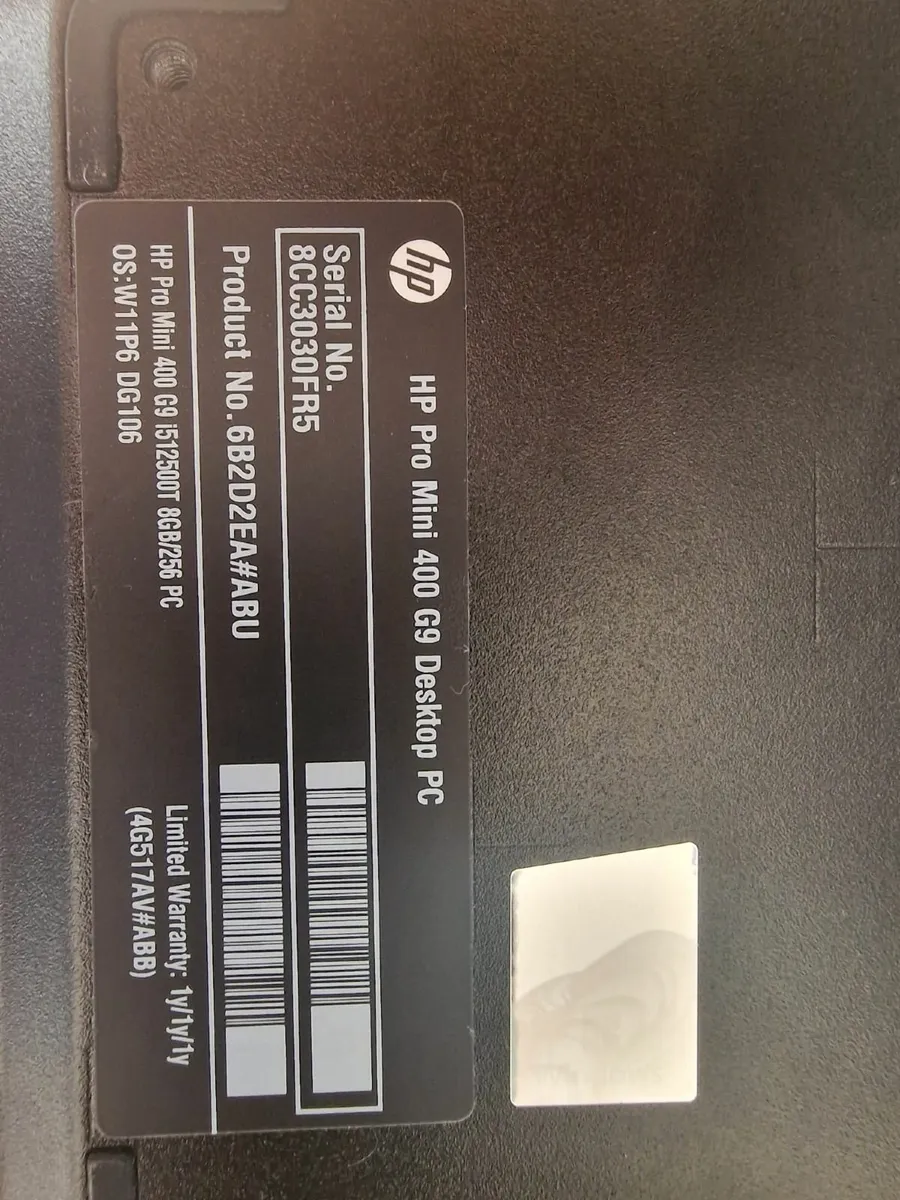 hp
HP Pro Mini 400 G9 Desktop PC
Serial No.
8CC3030FR5
Product No. 6B2D2EA#ABU
HP Pro Mini 400 G9 i512500T 8GB/256 PC
OS:W11P6 DG106
Limited Warranty: 1y/1y/1y
(4G517AV#ABB)